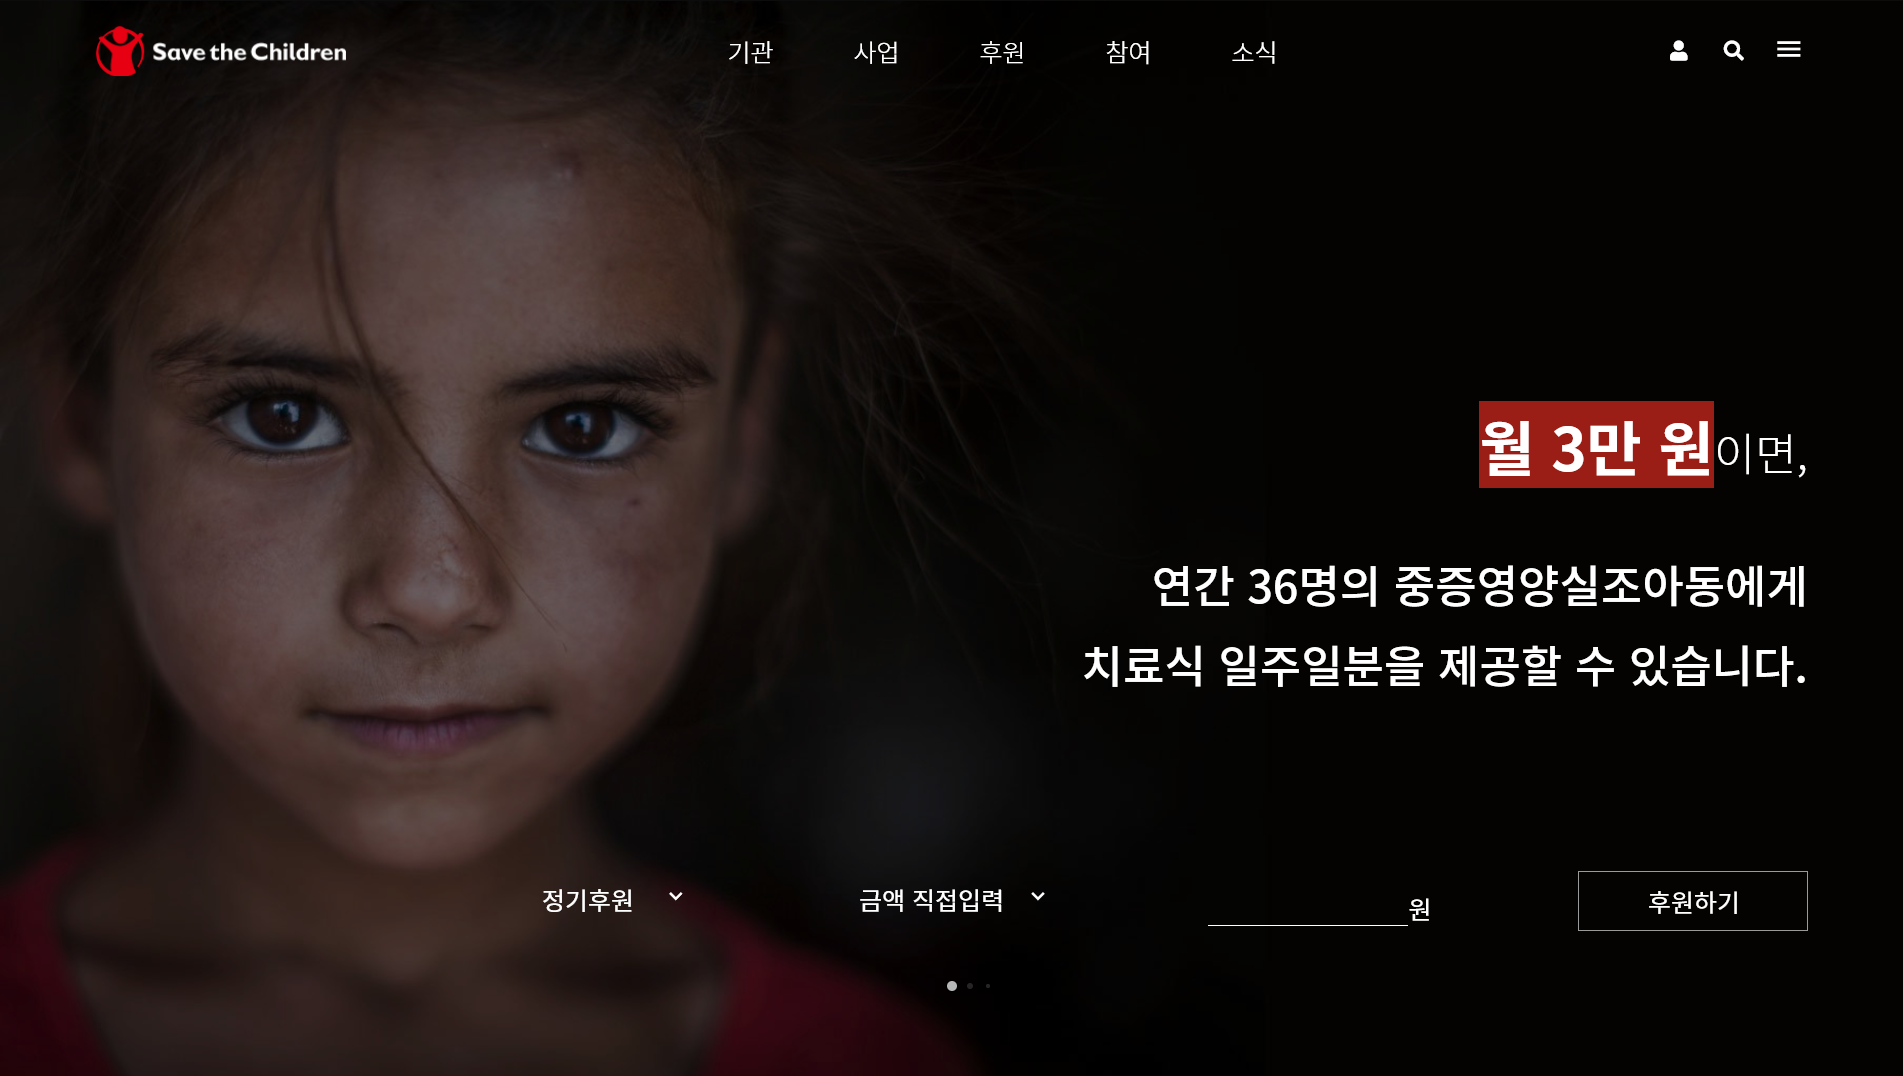 Save the Children
기관 사업 후원 참여 소식
월 3만 원이면,
연간 36명의 중증영양실조아동에게
치료식 일주일분을 제공할 수 있습니다.
정기후원 금액 직접입력 원 후원하기